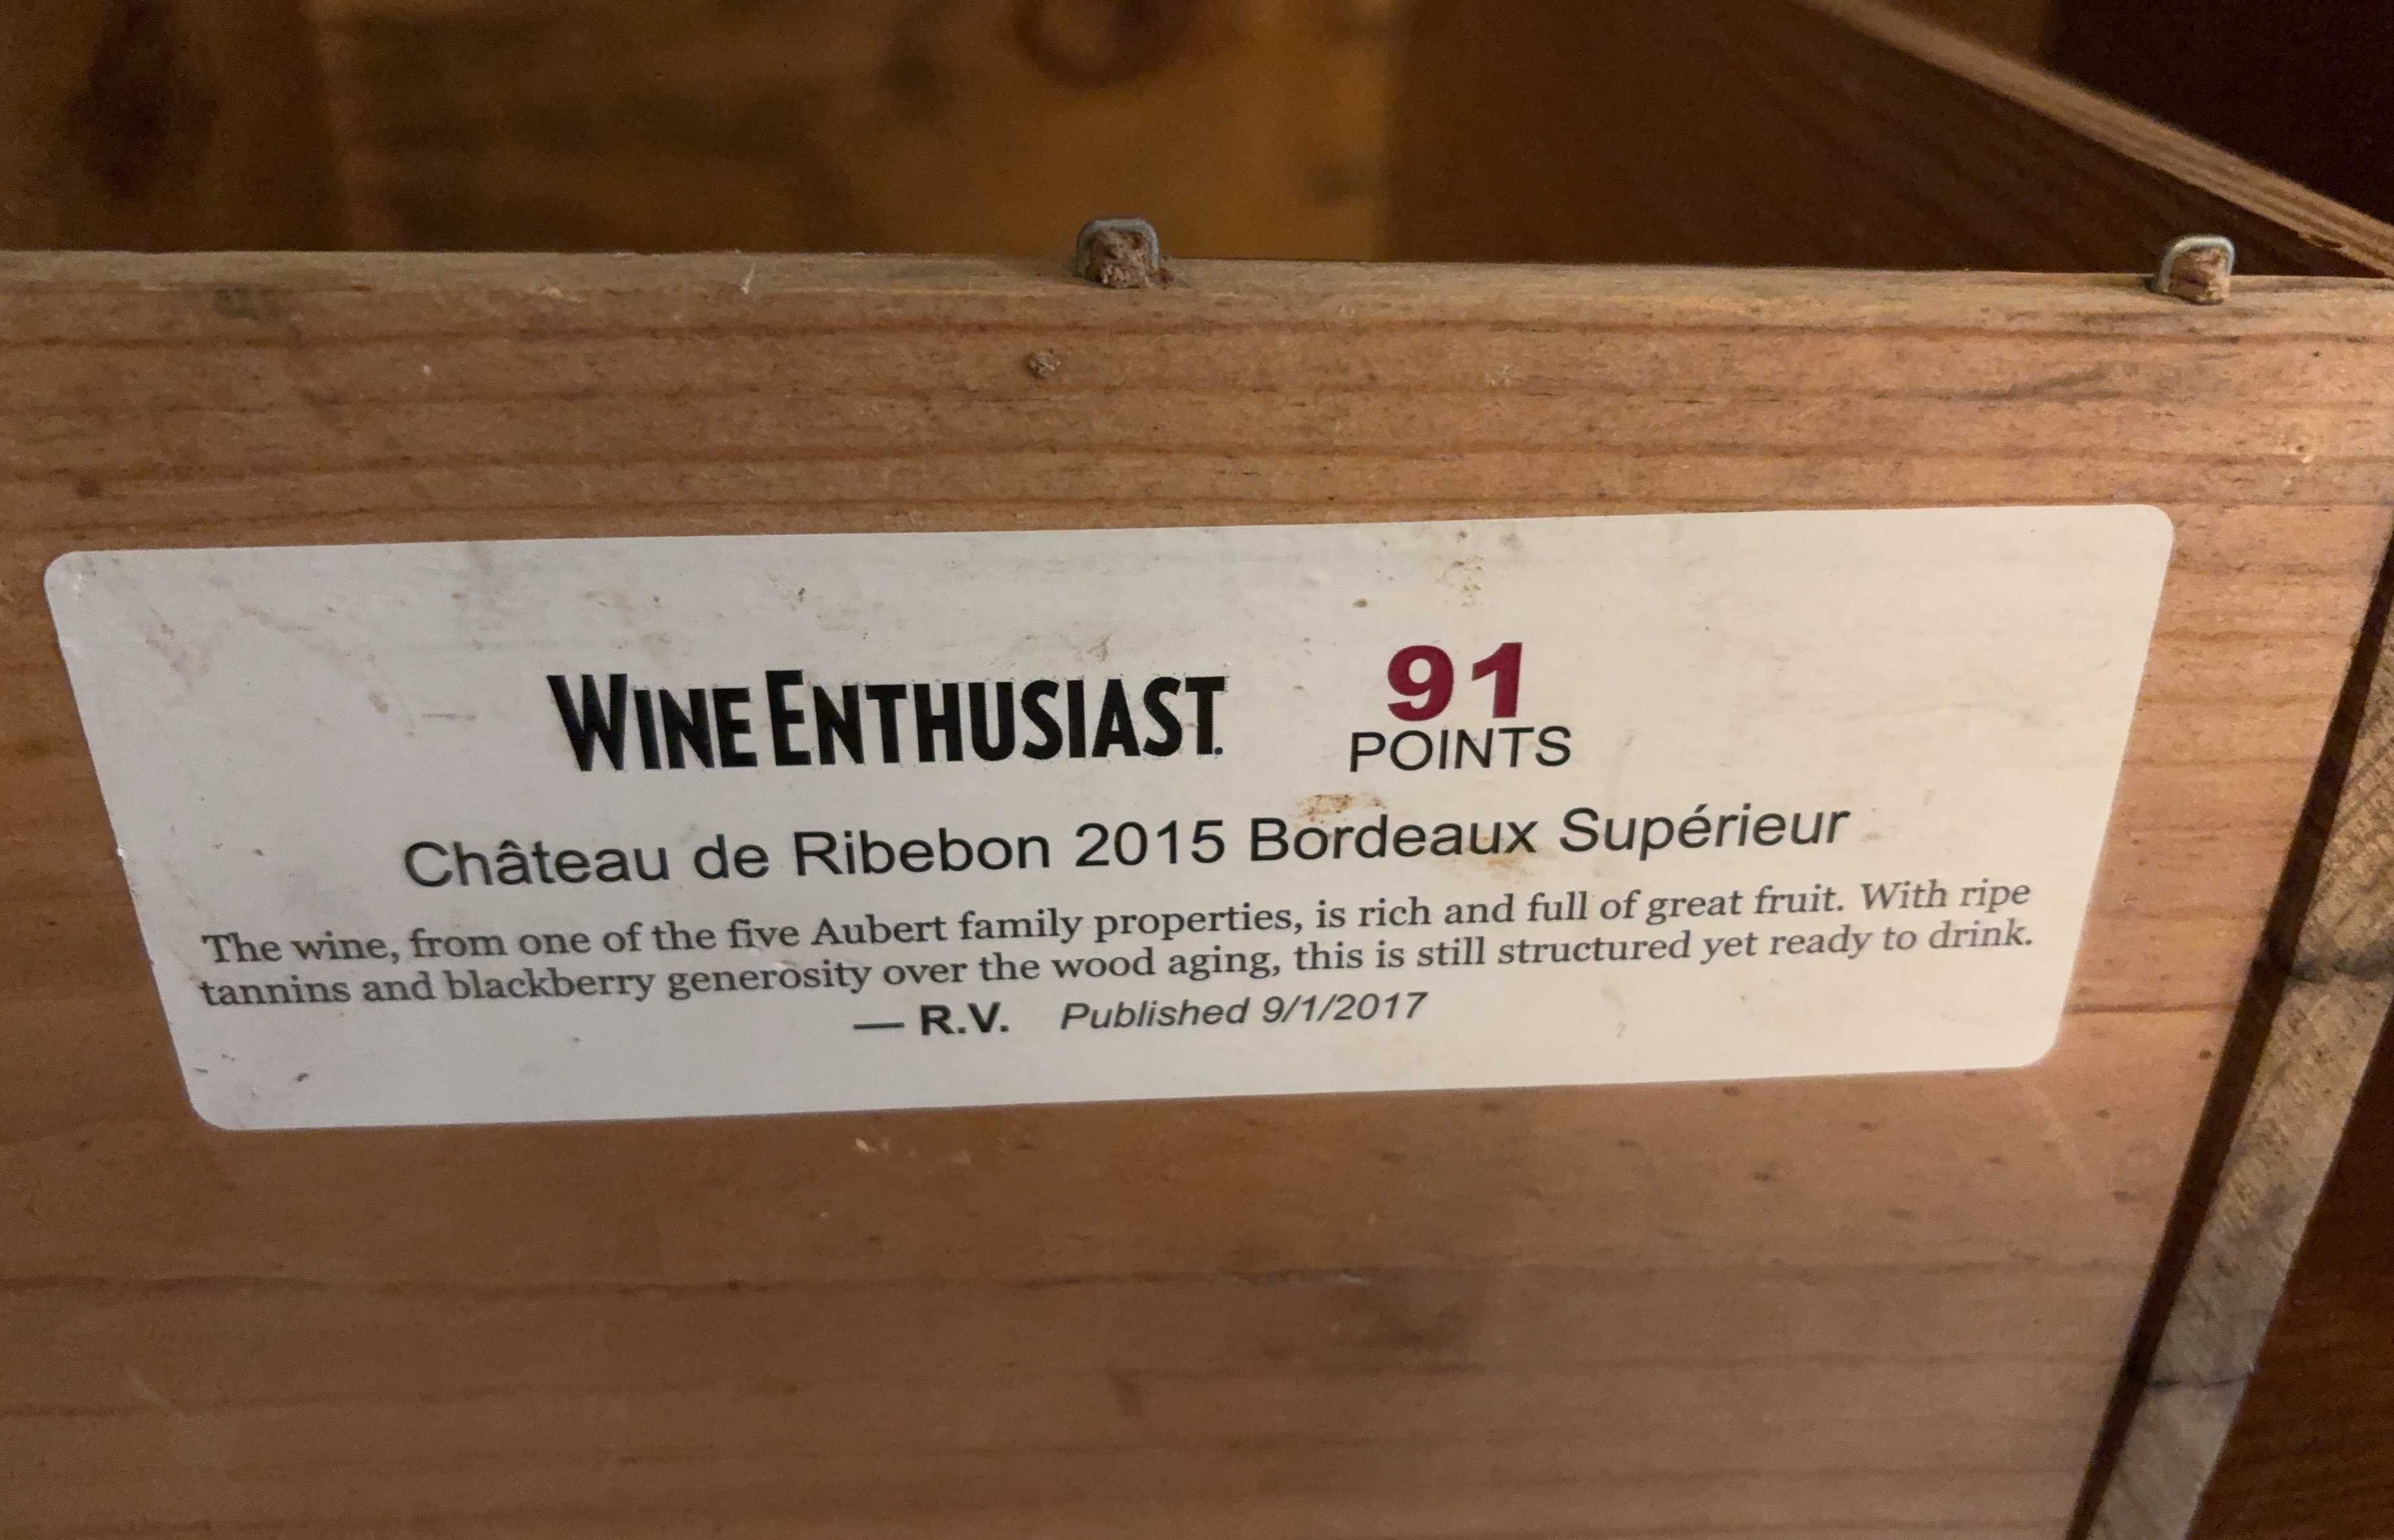 WINE ENTHUSIAST. 91
POINTS
Château de Ribebon 2015 Bordeaux Supérieur
The wine, from one of the five Aubert family properties, is rich and full of great fruit. With ripe
tannins and blackberry generosity over the wood aging, this is still structured yet ready to drink.
— R.V. Published 9/1/2017